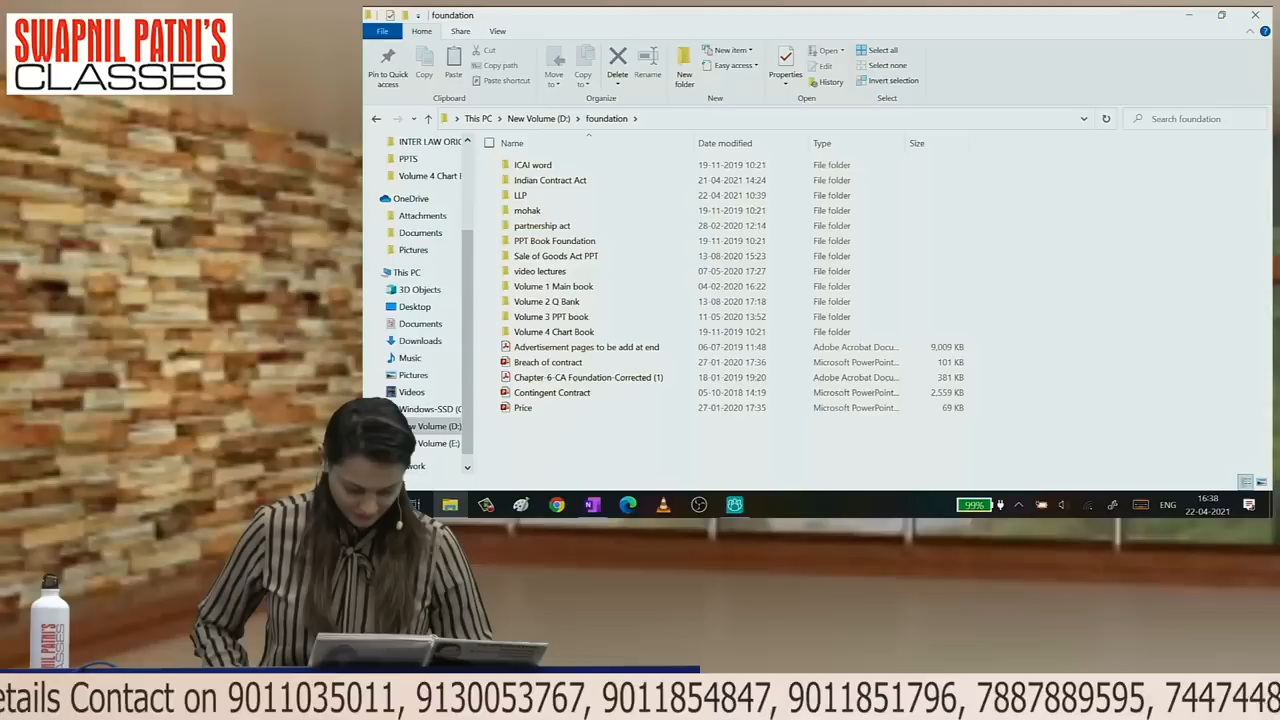 SWAPNIL PATNI'S
CLASSES
foundation
File Home Share View
Pin to Quick access
Copy
Paste
Cut
Copy path
Paste shortcut
Clipboard
Move to
Copy to
Delete
Rename
Organize
New folder
New item
Easy access
New
Properties
Open
Edit
History
Open
Select all
Select none
Invert selection
Select
This PC > New Volume (D:) > foundation >
Search foundation
INTER LAW ORIC
PPTS
Volume 4 Chart I
OneDrive
Attachments
Documents
Pictures
This PC
3D Objects
Desktop
Documents
Downloads
Music
Pictures
Videos
Windows-SSD (C
w Volume (D:)
Volume (E:)
work
Name Date modified Type Size
ICAI word 19-11-2019 10:21 File folder
Indian Contract Act 21-04-2021 14:24 File folder
LLP 22-04-2021 10:39 File folder
mohak 19-11-2019 10:21 File folder
partnership act 28-02-2020 12:14 File folder
PPT Book Foundation 19-11-2019 10:21 File folder
Sale of Goods Act PPT 13-08-2020 15:23 File folder
video lectures 07-05-2020 17:27 File folder
Volume 1 Main book 04-02-2020 16:22 File folder
Volume 2 Q Bank 13-08-2020 17:18 File folder
Volume 3 PPT book 11-05-2020 13:52 File folder
Volume 4 Chart Book 19-11-2019 10:21 File folder
Advertisement pages to be add at end 06-07-2019 11:48 Adobe Acrobat Docu... 9,009 KB
Breach of contract 27-01-2020 17:36 Microsoft PowerPoint... 101 KB
Chapter-6-CA Foundation-Corrected (1) 18-01-2019 19:20 Adobe Acrobat Docu... 381 KB
Contingent Contract 05-10-2018 14:19 Microsoft PowerPoint... 2,559 KB
Price 27-01-2020 17:35 Microsoft PowerPoint... 69 KB
99% ENG 16:38
22-04-2021
SWAPNIL PATNI'S
CLASSES
etails Contact on 9011035011, 9130053767, 9011854847, 9011851796, 7887889595, 7447448